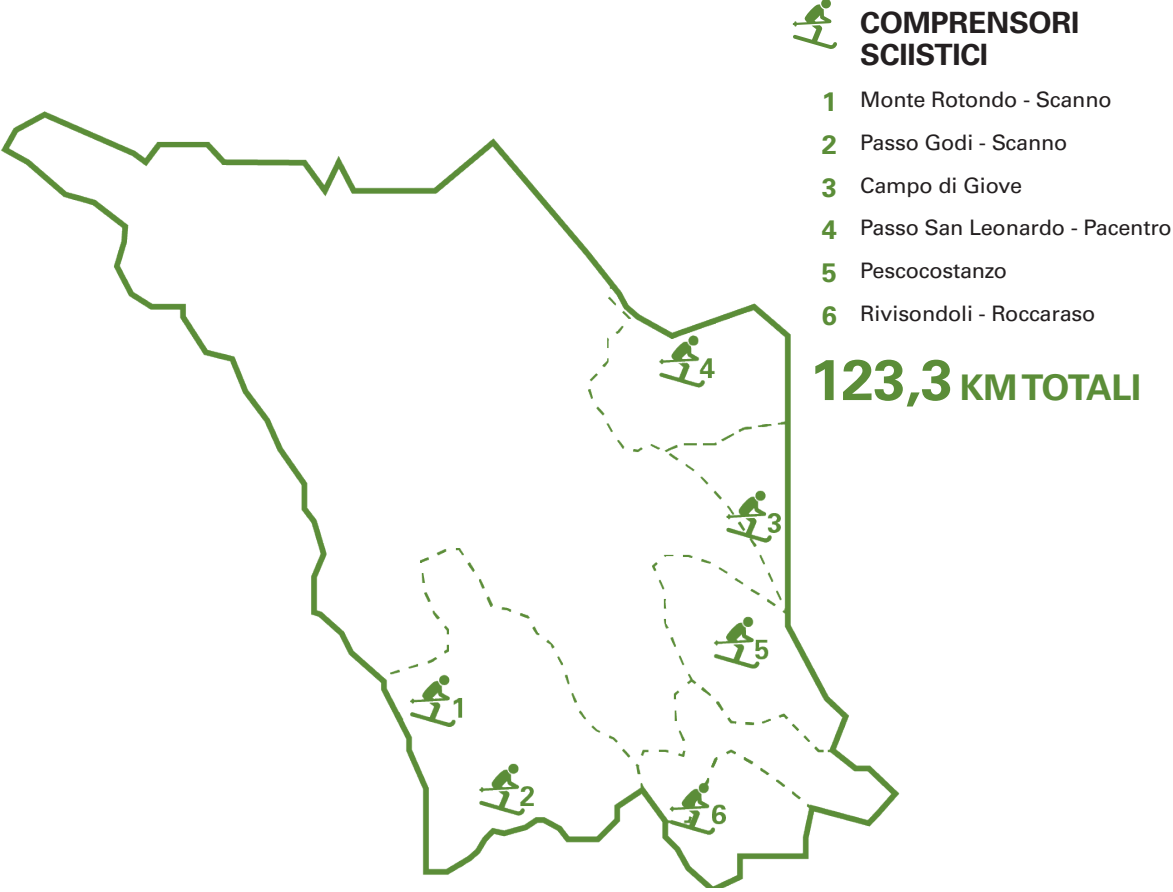 COMPRENSORI
SCIISTICI
1 Monte Rotondo - Scanno
2 Passo Godi - Scanno
3 Campo di Giove
4 Passo San Leonardo - Pacentro
5 Pescocostanzo
6 Rivisondoli - Roccaraso
123,3 KM TOTALI
4
3
5
1
2
6